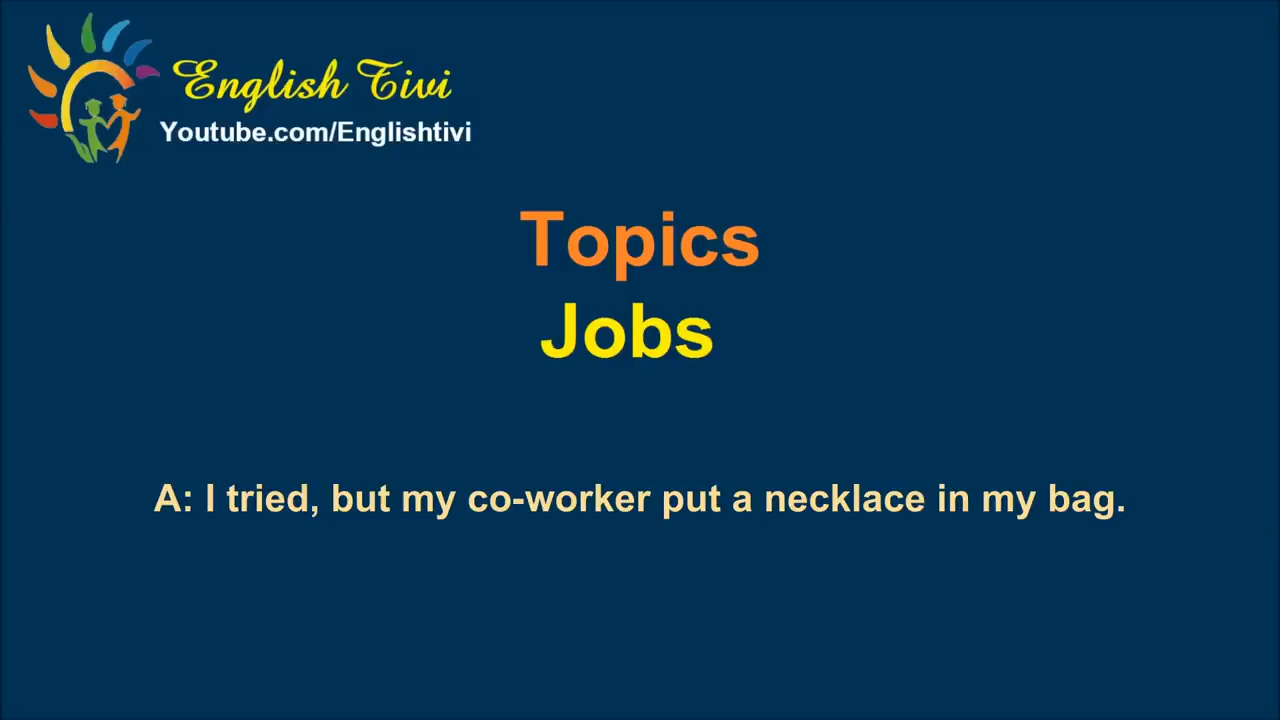 English Tivi
Youtube.com/Englishtivi
Topics
Jobs
A: I tried, but my co-worker put a necklace in my bag.